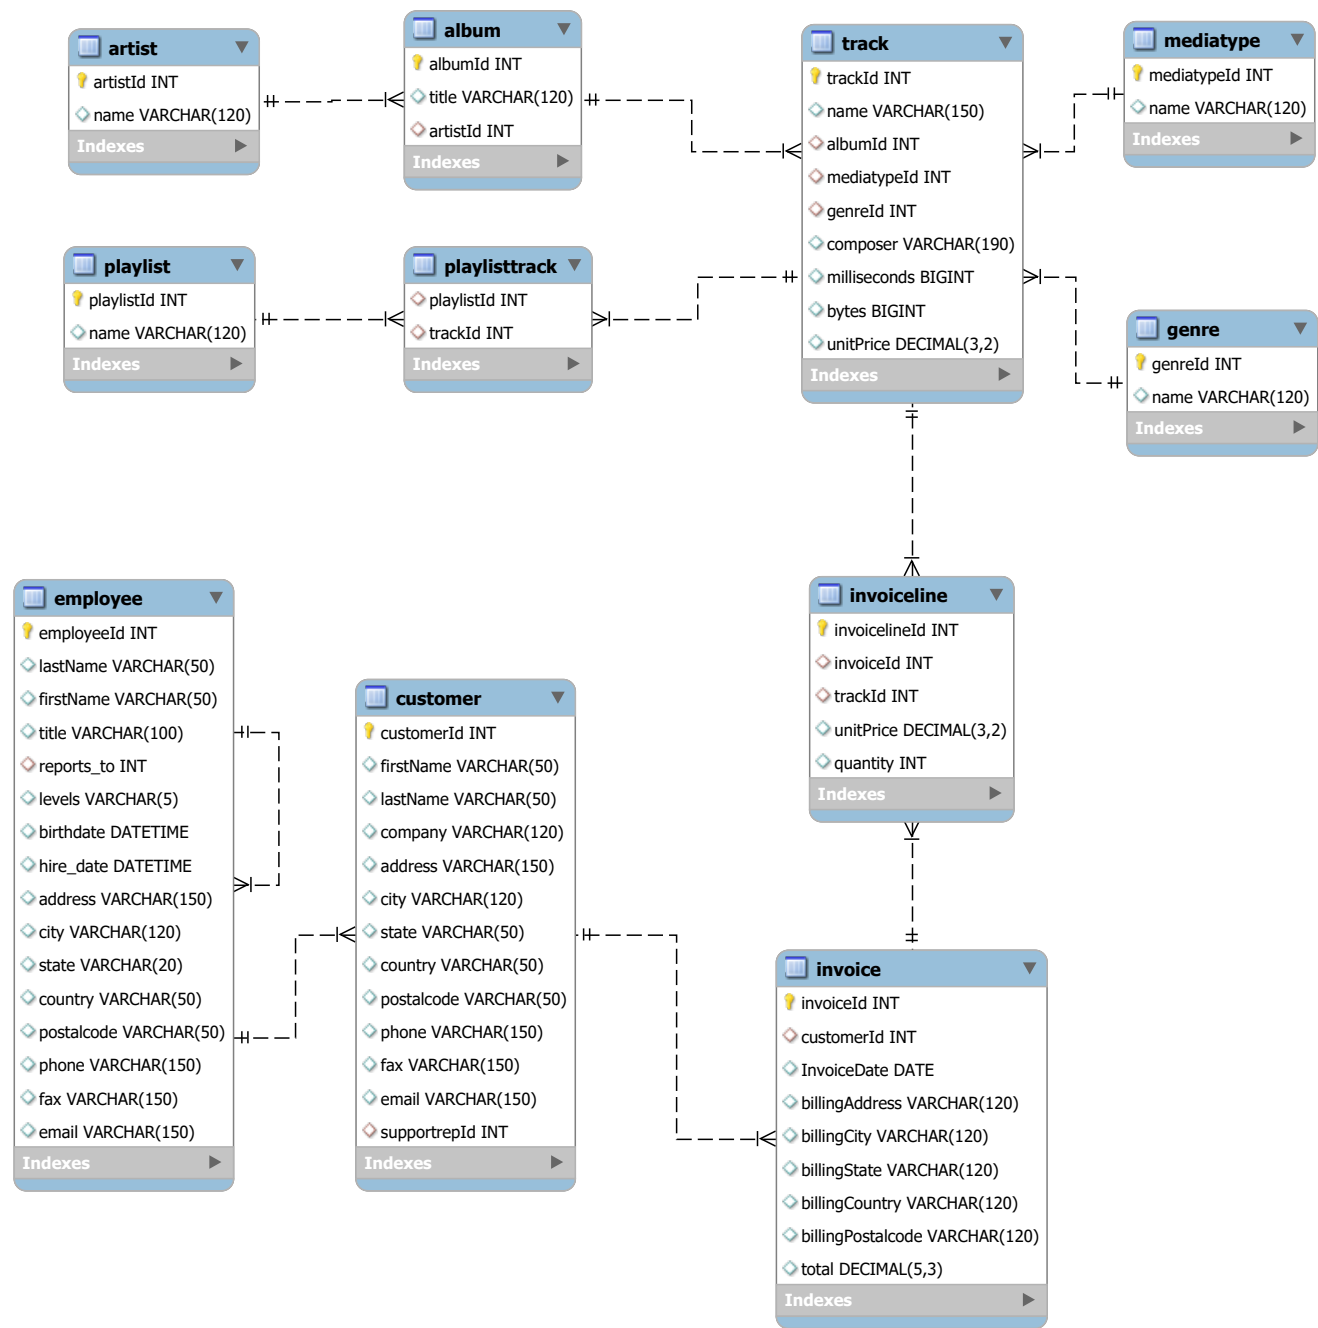 artist
artistId INT
name VARCHAR(120)
Indexes
album
albumId INT
title VARCHAR(120)
artistId INT
Indexes
track
trackId INT
name VARCHAR(150)
albumId INT
mediatypeId INT
genreId INT
composer VARCHAR(190)
milliseconds BIGINT
bytes BIGINT
unitPrice DECIMAL(3,2)
Indexes
mediatype
mediatypeId INT
name VARCHAR(120)
Indexes
playlist
playlistId INT
name VARCHAR(120)
Indexes
playlisttrack
playlistId INT
trackId INT
Indexes
genre
genreId INT
name VARCHAR(120)
Indexes
employee
employeeId INT
lastName VARCHAR(50)
firstName VARCHAR(50)
title VARCHAR(100)
reports_to INT
levels VARCHAR(5)
birthdate DATETIME
hire_date DATETIME
address VARCHAR(150)
city VARCHAR(120)
state VARCHAR(20)
country VARCHAR(50)
postalcode VARCHAR(50)
phone VARCHAR(150)
fax VARCHAR(150)
email VARCHAR(150)
Indexes
customer
customerId INT
firstName VARCHAR(50)
lastName VARCHAR(50)
company VARCHAR(120)
address VARCHAR(150)
city VARCHAR(120)
state VARCHAR(50)
country VARCHAR(50)
postalcode VARCHAR(50)
phone VARCHAR(150)
fax VARCHAR(150)
email VARCHAR(150)
supportrepId INT
Indexes
invoiceline
invoicelineId INT
invoiceId INT
trackId INT
unitPrice DECIMAL(3,2)
quantity INT
Indexes
invoice
invoiceId INT
customerId INT
InvoiceDate DATE
billingAddress VARCHAR(120)
billingCity VARCHAR(120)
billingState VARCHAR(120)
billingCountry VARCHAR(120)
billingPostalcode VARCHAR(120)
total DECIMAL(5,3)
Indexes